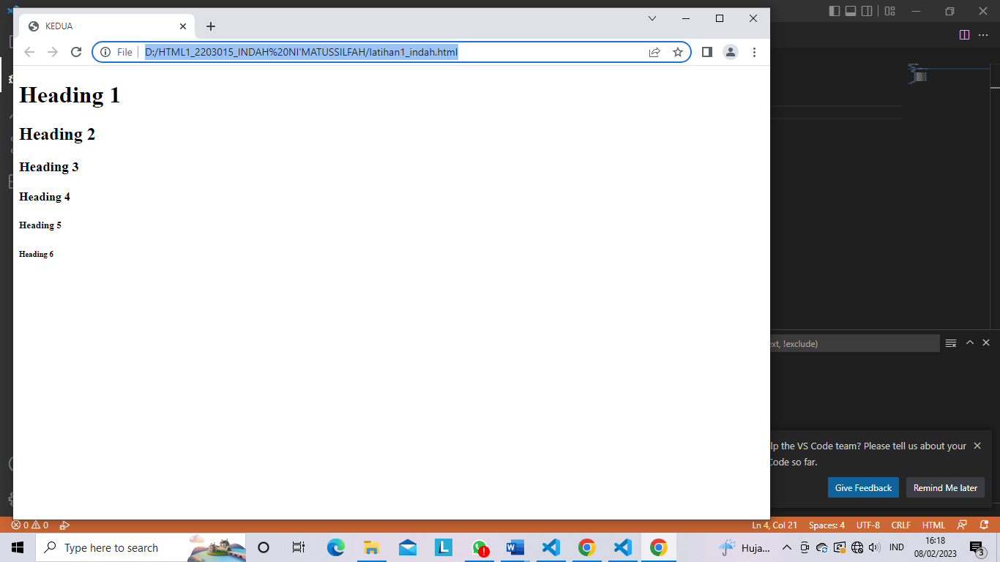 KEDUA
File
D:/HTML1_2203015_INDAH%20NI'MATUSSILFAH/latihan1_indah.html
Heading 1
Heading 2
Heading 3
Heading 4
Heading 5
Heading 6
ext, !exclude)
lp the VS Code team? Please tell us about your
Code so far.
Give Feedback
Remind Me later
0 0
Ln 4, Col 21 Spaces: 4 UTF-8 CRLF HTML
Type here to search
L
W
Huja...
IND
16:18
08/02/2023
3